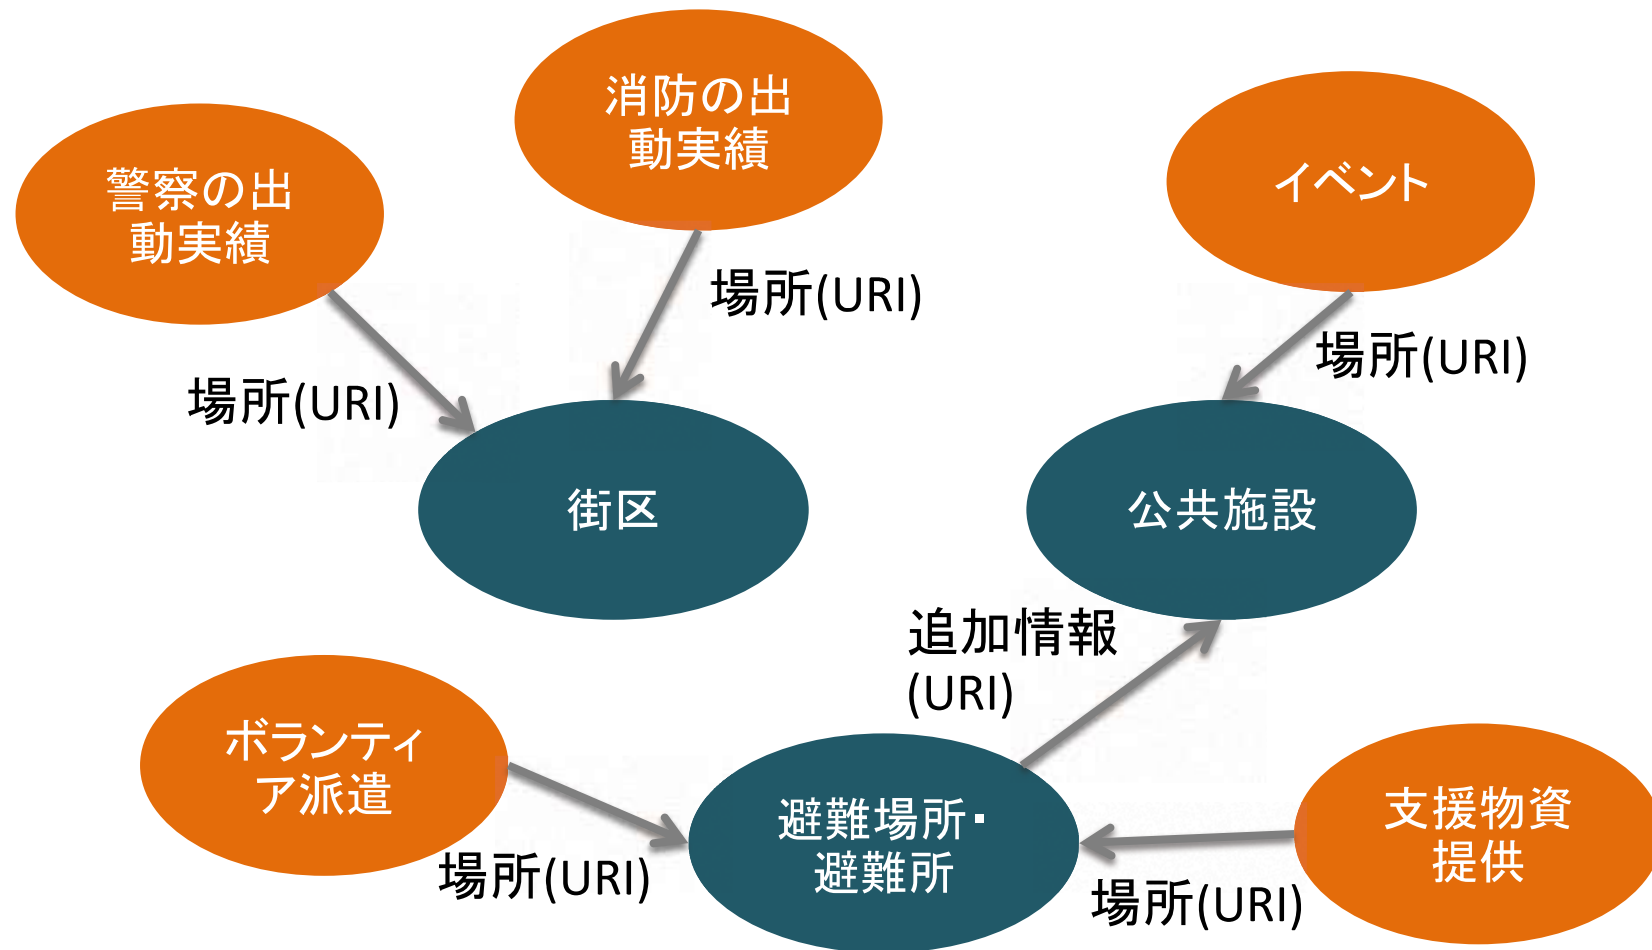 消防の出
動実績
警察の出
動実績
イベント
場所(URI)
場所(URI)
場所(URI)
街区
公共施設
追加情報
(URI)
ボランティ
ア派遣
避難場所・
避難所
支援物資
提供
場所(URI)
場所(URI)